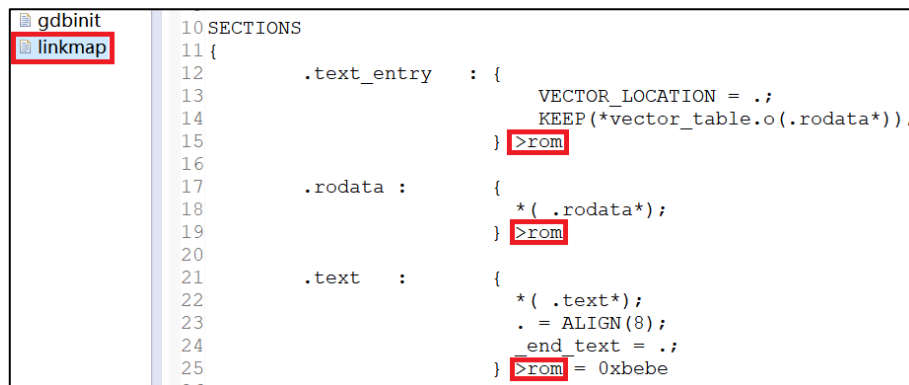 gdbinit
linkmap
10 SECTIONS
11 {
12 .text_entry : {
13 VECTOR_LOCATION = .;
14 KEEP(*vector_table.o(.rodata*))
15 } >rom
16
17 .rodata : {
18 *( .rodata*);
19 } >rom
20
21 .text : {
22 *( .text*);
23 . = ALIGN(8);
24 _end_text = .;
25 } >rom = 0xbebe